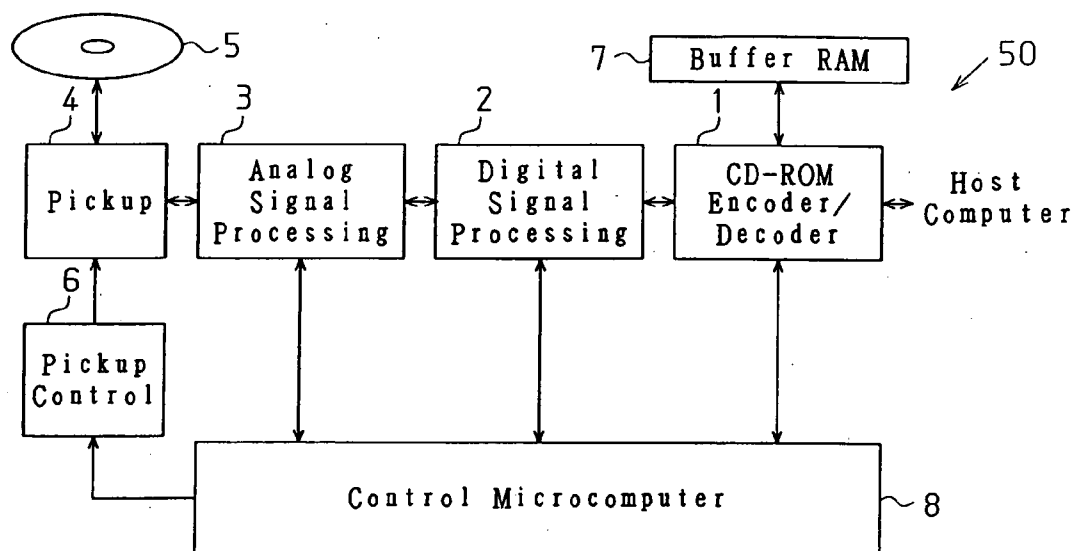 5
7
Buffer RAM
50
4
3
2
1
Pickup
Analog
Signal
Processing
Digital
Signal
Processing
CD-ROM
Encoder/
Decoder
Host
Computer
6
Pickup
Control
Control Microcomputer
8